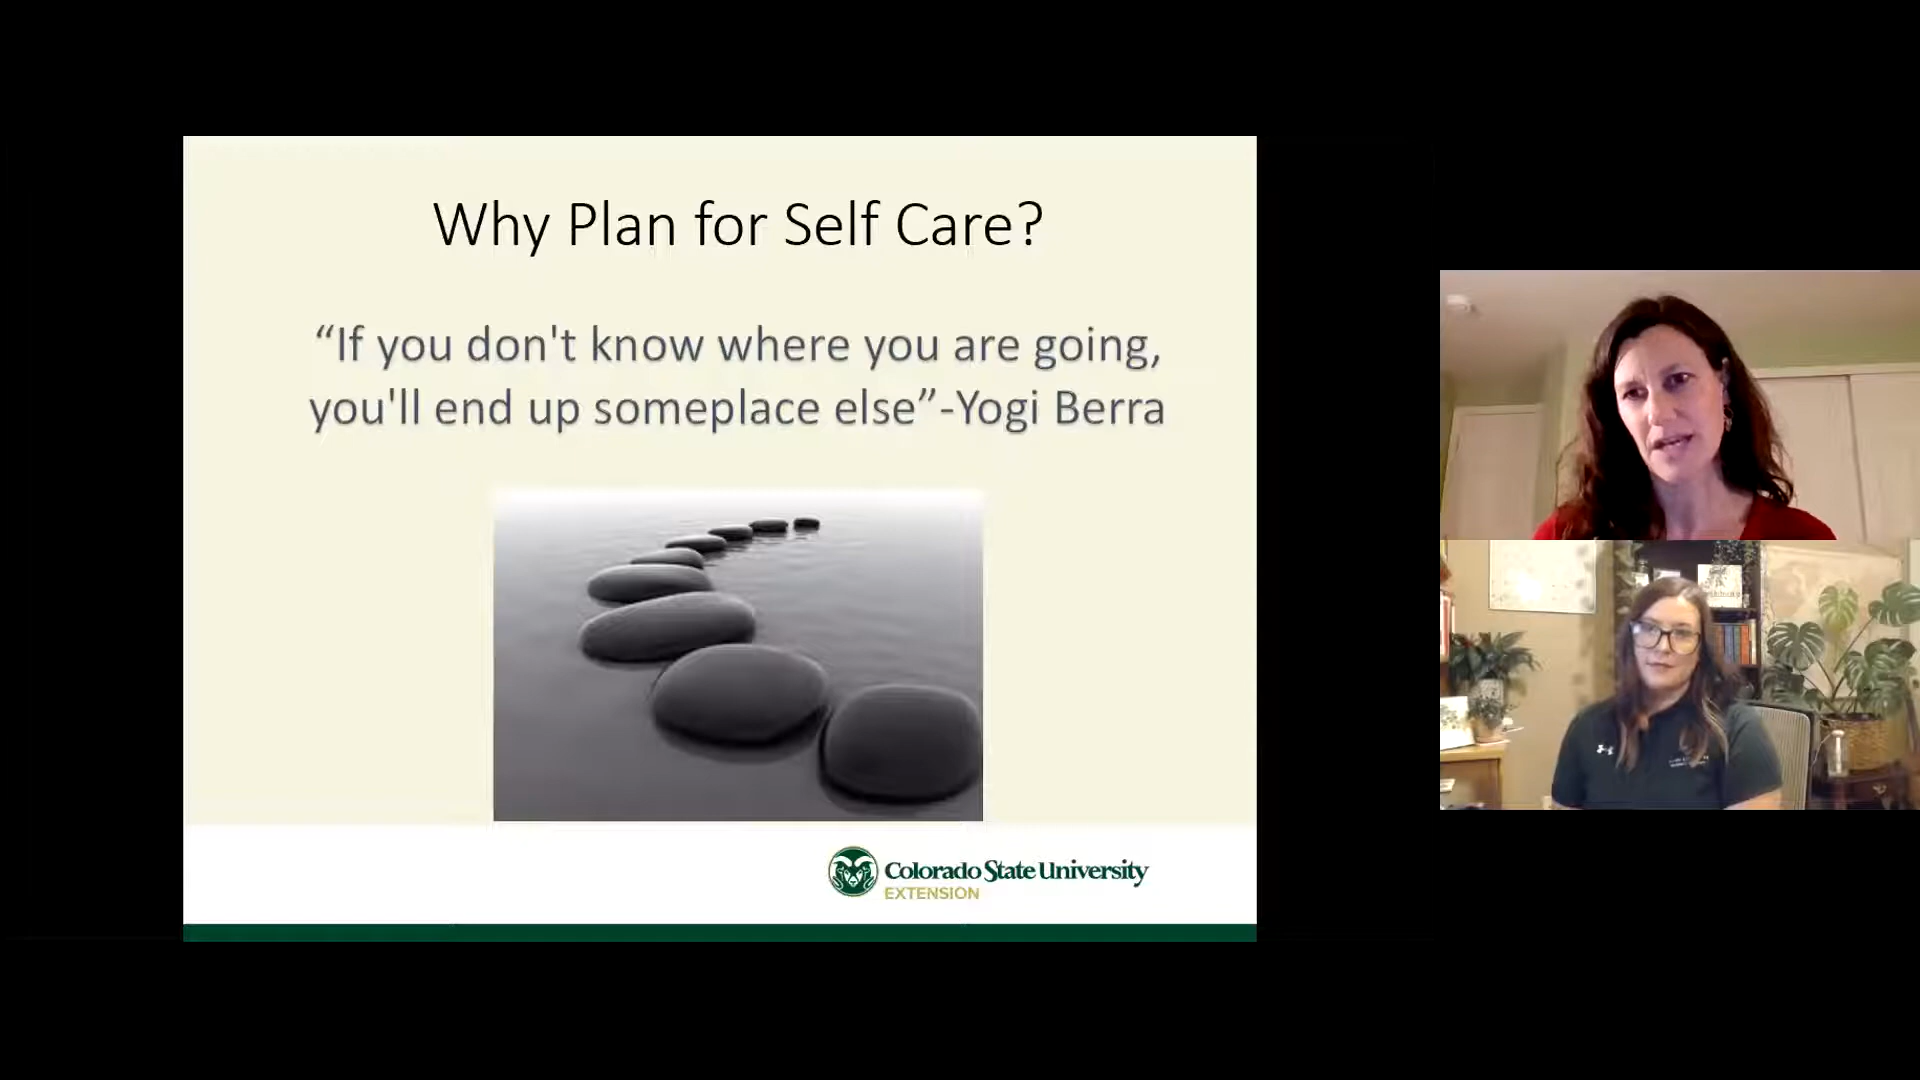 Why Plan for Self Care?
“If you don't know where you are going,
you'll end up someplace else”-Yogi Berra
Colorado State University
EXTENSION